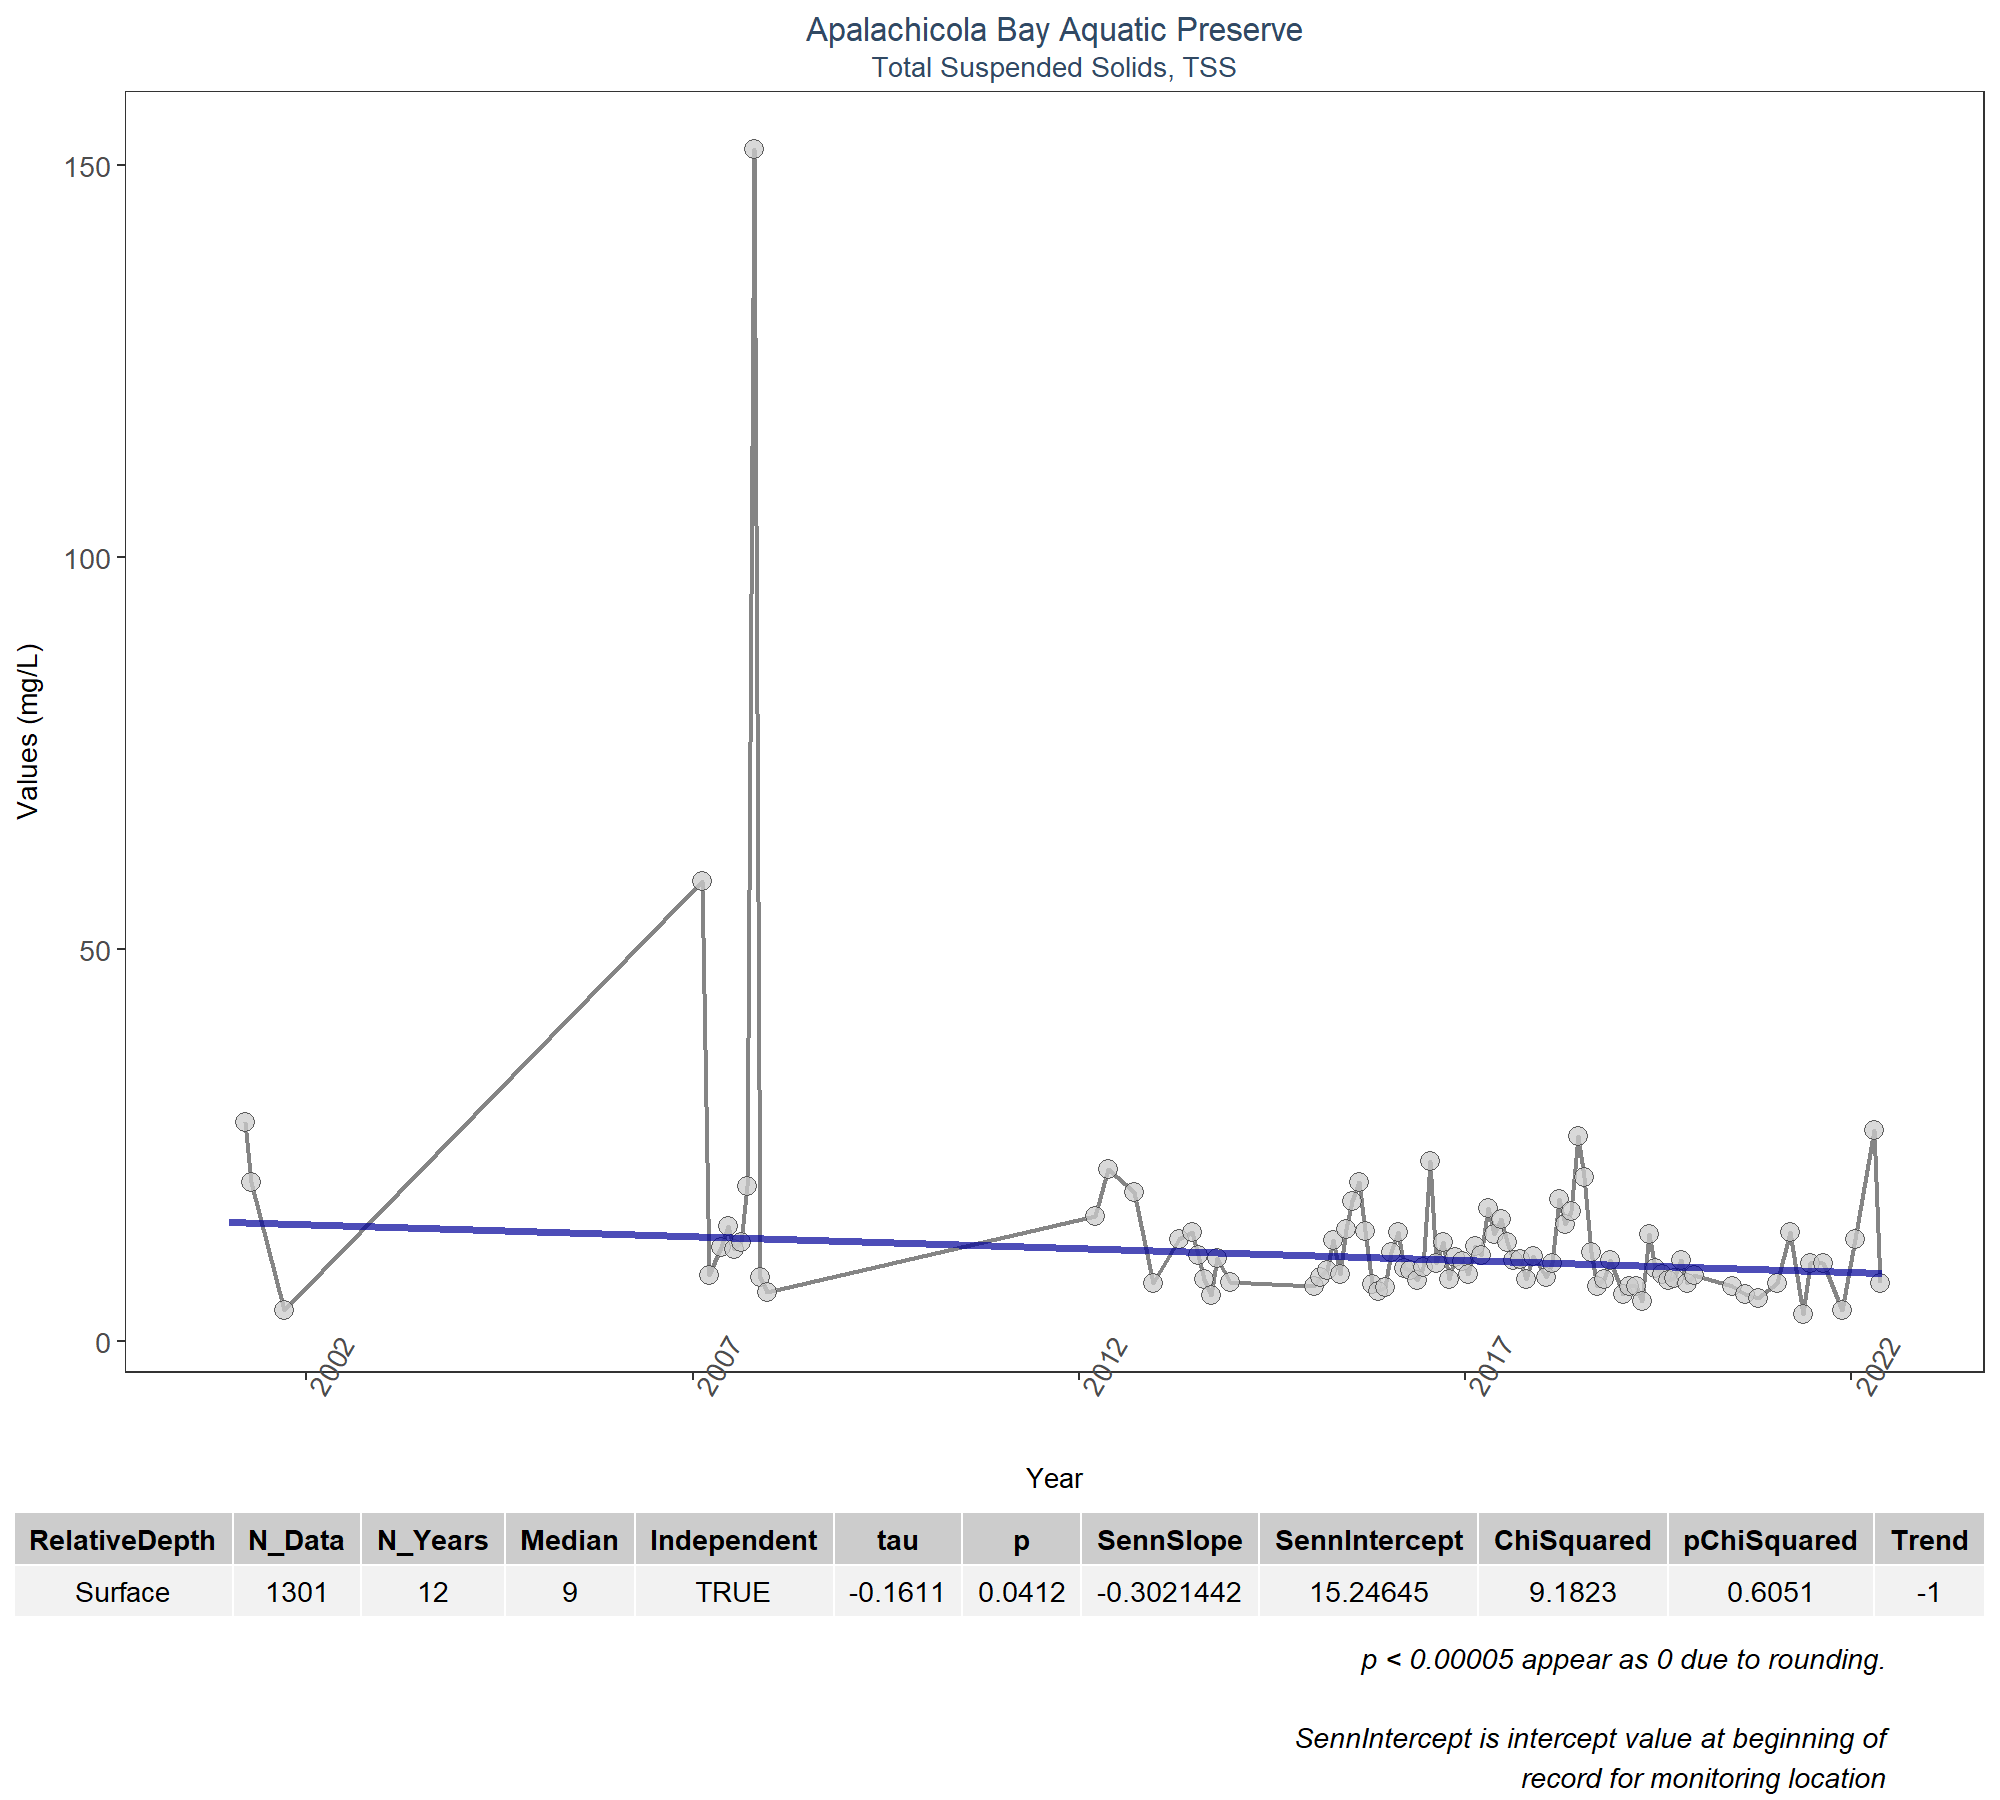 Apalachicola Bay Aquatic Preserve
Total Suspended Solids, TSS
150
100
50
0
Values (mg/L)
2002 2007 2012 2017 2022
Year
RelativeDepth N_Data N_Years Median Independent tau p SennSlope SennIntercept ChiSquared pChiSquared Trend
Surface 1301 12 9 TRUE -0.1611 0.0412 -0.3021442 15.24645 9.1823 0.6051 -1
p < 0.00005 appear as 0 due to rounding.
SennIntercept is intercept value at beginning of
record for monitoring location